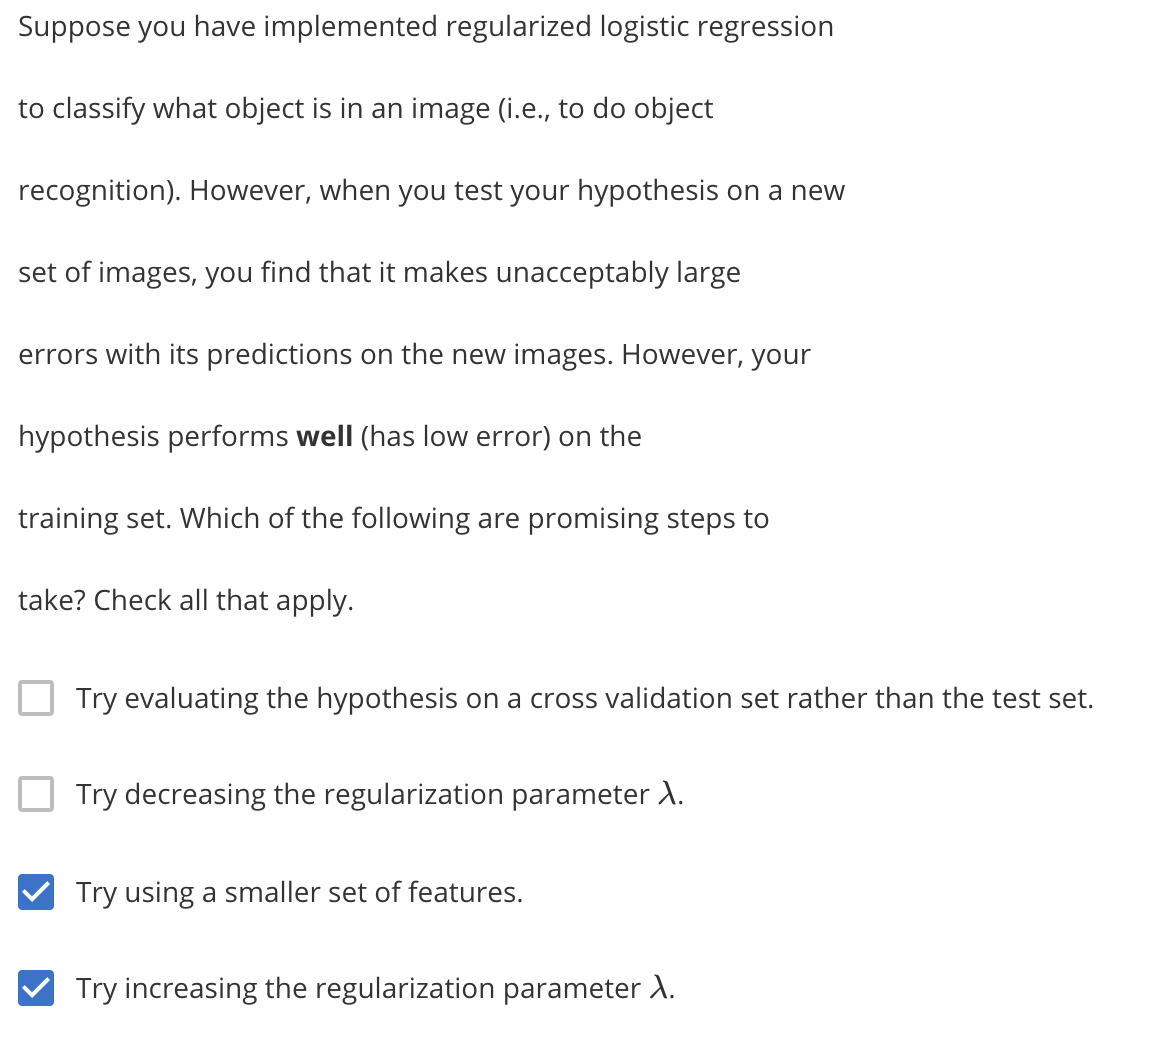 Suppose you have implemented regularized logistic regression
to classify what object is in an image (i.e., to do object
recognition). However, when you test your hypothesis on a new
set of images, you find that it makes unacceptably large
errors with its predictions on the new images. However, your
hypothesis performs well (has low error) on the
training set. Which of the following are promising steps to
take? Check all that apply.
Try evaluating the hypothesis on a cross validation set rather than the test set.
Try decreasing the regularization parameter λ.
Try using a smaller set of features.
Try increasing the regularization parameter λ.